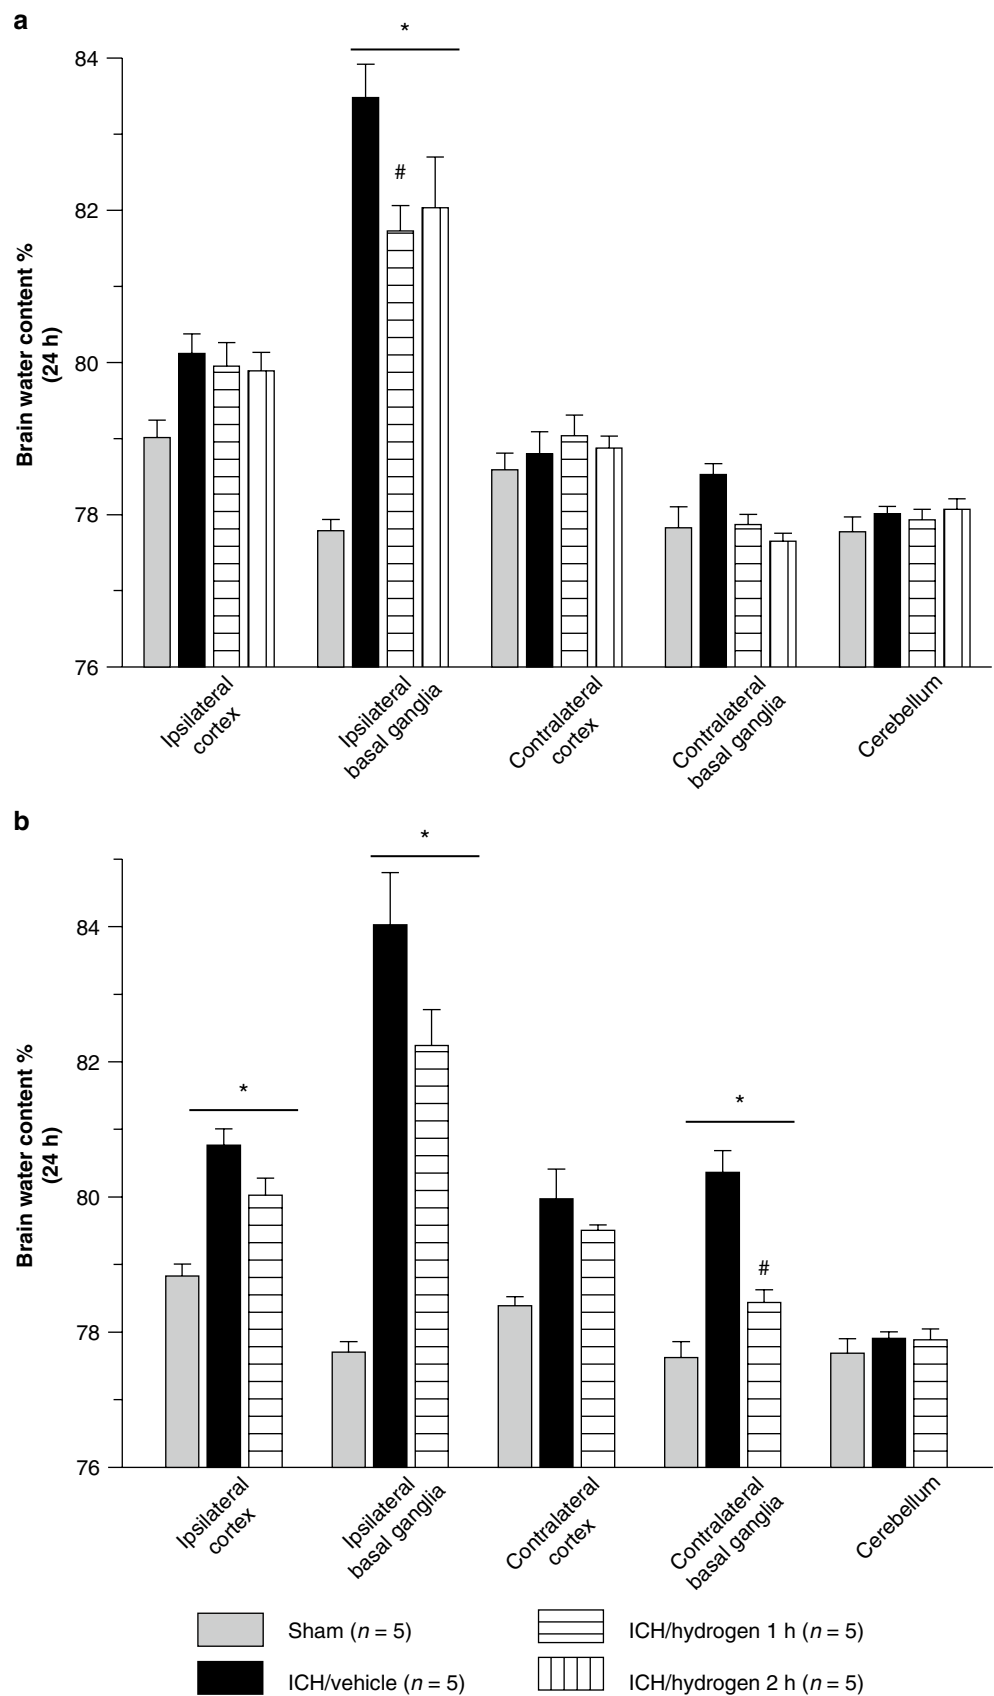 a
*
84
82
80
78
76
#
Brain water content %
(24 h)
Ipsilateral
cortex
Ipsilateral
basal ganglia
Contralateral
cortex
Contralateral
basal ganglia
Cerebellum
b
*
84
82
80
78
76
*
*
#
Brain water content %
(24 h)
Ipsilateral
cortex
Ipsilateral
basal ganglia
Contralateral
cortex
Contralateral
basal ganglia
Cerebellum
Sham (n = 5)
ICH/vehicle (n = 5)
ICH/hydrogen 1 h (n = 5)
ICH/hydrogen 2 h (n = 5)